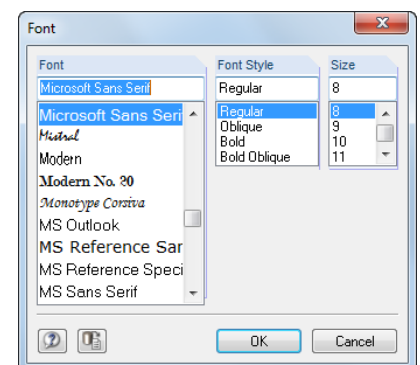 Font
Font
Font Style
Size
Microsoft Sans Serif
Regular
8
Microsoft Sans Seri
Mistral
Modern
Modern No. 20
Monotype Corsiva
MS Outlook
MS Reference Sar
MS Reference Speci
MS Sans Serif
Regular
Oblique
Bold
Bold Oblique
8
9
10
11
OK
Cancel